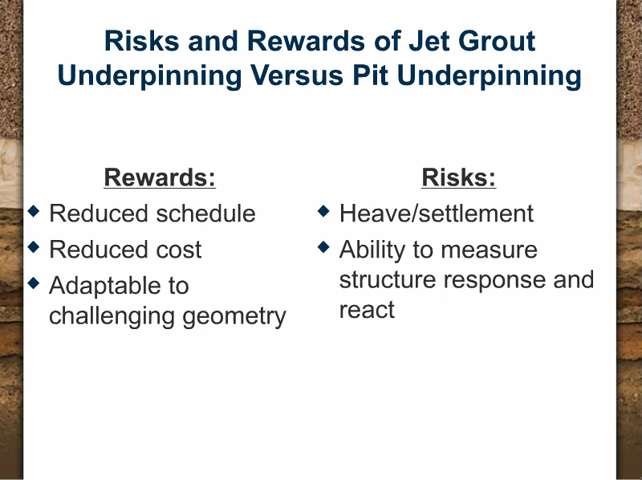 Risks and Rewards of Jet Grout
Underpinning Versus Pit Underpinning
Rewards:
Reduced schedule
Reduced cost
Adaptable to
challenging geometry
Risks:
Heave/settlement
Ability to measure
structure response and
react